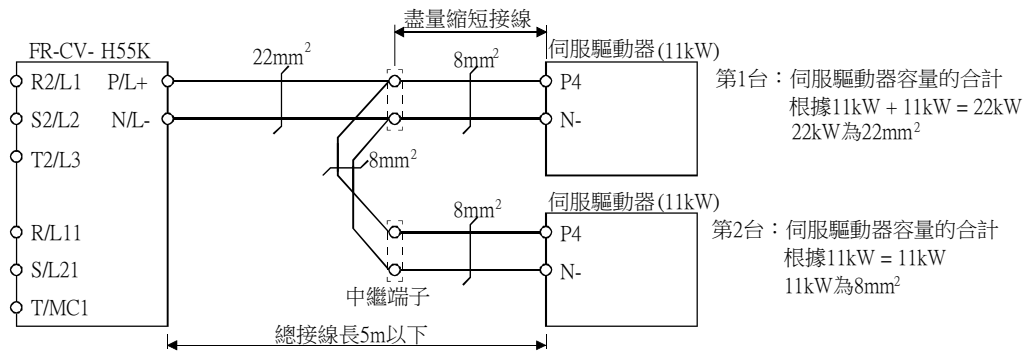 盡量縮短接線
FR-CV- H55K
22mm²
8mm²
伺服驅動器(11kW)
R2/L1
P/L+
P4
S2/L2
N/L-
N-
T2/L3
第1台：伺服驅動器容量的合計
根據11kW + 11kW = 22kW
22kW為22mm²
8mm²
8mm²
伺服驅動器(11kW)
R/L11
P4
S/L21
N-
T/MC1
中繼端子
第2台：伺服驅動器容量的合計
根據11kW = 11kW
11kW為8mm²
總接線長5m以下